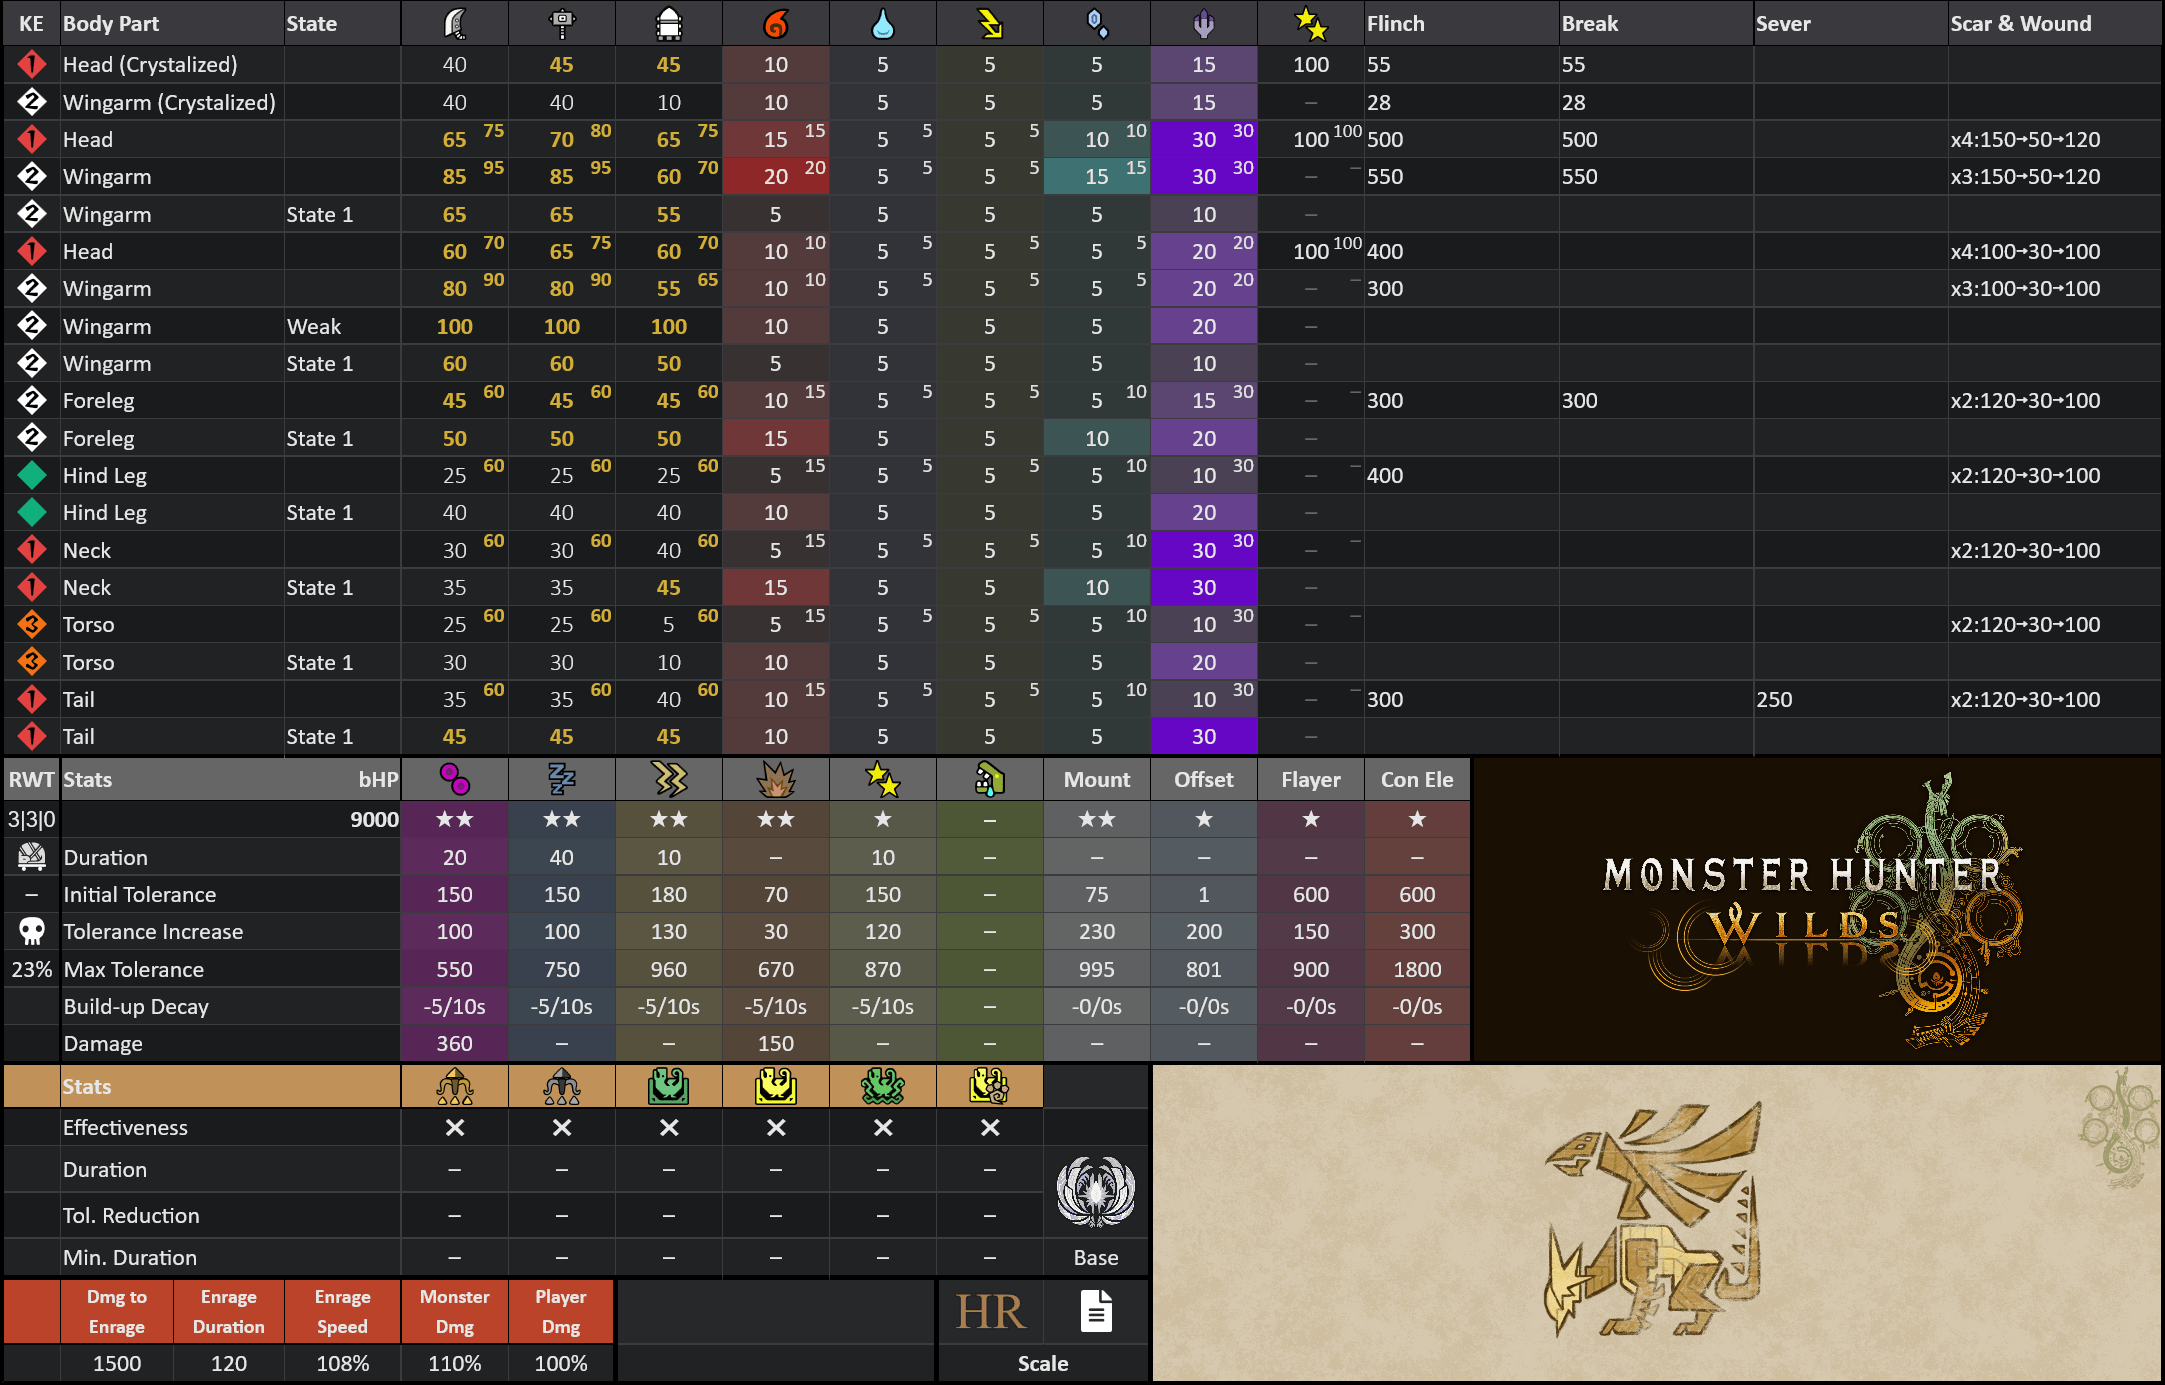 KE Body Part State Flinch Break Sever Scar & Wound
1 Head (Crystalized) 40 45 45 10 5 5 5 15 100 55 55
2 Wingarm (Crystalized) 40 40 10 10 5 5 5 15 – 28 28
1 Head 65 75 70 80 65 75 15 15 5 5 5 5 10 10 30 30 100 100 500 500 x4:150→50→120
2 Wingarm 85 95 85 95 60 70 20 20 5 5 5 5 15 15 30 30 – – 550 550 x3:150→50→120
2 Wingarm State 1 65 65 55 5 5 5 5 10 –
1 Head 60 70 65 75 60 70 10 10 5 5 5 5 5 5 20 20 100 100 400 x4:100→30→100
2 Wingarm 80 90 80 90 55 65 10 10 5 5 5 5 5 5 20 20 – – 300 x3:100→30→100
2 Wingarm Weak 100 100 100 10 5 5 5 20 –
2 Wingarm State 1 60 60 50 5 5 5 5 10 –
2 Foreleg 45 60 45 60 45 60 10 15 5 5 5 5 5 10 15 30 – – 300 300 x2:120→30→100
2 Foreleg State 1 50 50 50 15 5 5 10 20 –
Hind Leg 25 60 25 60 25 60 5 15 5 5 5 5 5 10 10 30 – – 400 x2:120→30→100
Hind Leg State 1 40 40 40 10 5 5 5 20 –
1 Neck 30 60 30 60 40 60 5 15 5 5 5 5 5 10 30 30 – – x2:120→30→100
1 Neck State 1 35 35 45 15 5 5 10 30 –
3 Torso 25 60 25 60 5 60 5 15 5 5 5 5 5 10 10 30 – – x2:120→30→100
3 Torso State 1 30 30 10 10 5 5 5 20 –
1 Tail 35 60 35 60 40 60 10 15 5 5 5 5 5 10 10 30 – – 300 250 x2:120→30→100
1 Tail State 1 45 45 45 10 5 5 5 30 –
RWT Stats bHP Mount Offset Flayer Con Ele
3|3|0 9000 ★★ ★★ ★★ ★★ ★ – ★★ ★ ★ ★
Duration 20 40 10 – 10 – – – – –
– Initial Tolerance 150 150 180 70 150 – 75 1 600 600
Tolerance Increase 100 100 130 30 120 – 230 200 150 300
23% Max Tolerance 550 750 960 670 870 – 995 801 900 1800
Build-up Decay -5/10s -5/10s -5/10s -5/10s -5/10s – -0/0s -0/0s -0/0s -0/0s
Damage 360 – – 150 – – – – – –
MONSTER HUNTER
WILDS
Stats
Effectiveness ✕ ✕ ✕ ✕ ✕ ✕
Duration – – – – – –
Tol. Reduction – – – – – –
Min. Duration – – – – – – Base
Dmg to Enrage Enrage Monster Player
Enrage Duration Speed Dmg Dmg
HR
1500 120 108% 110% 100% Scale